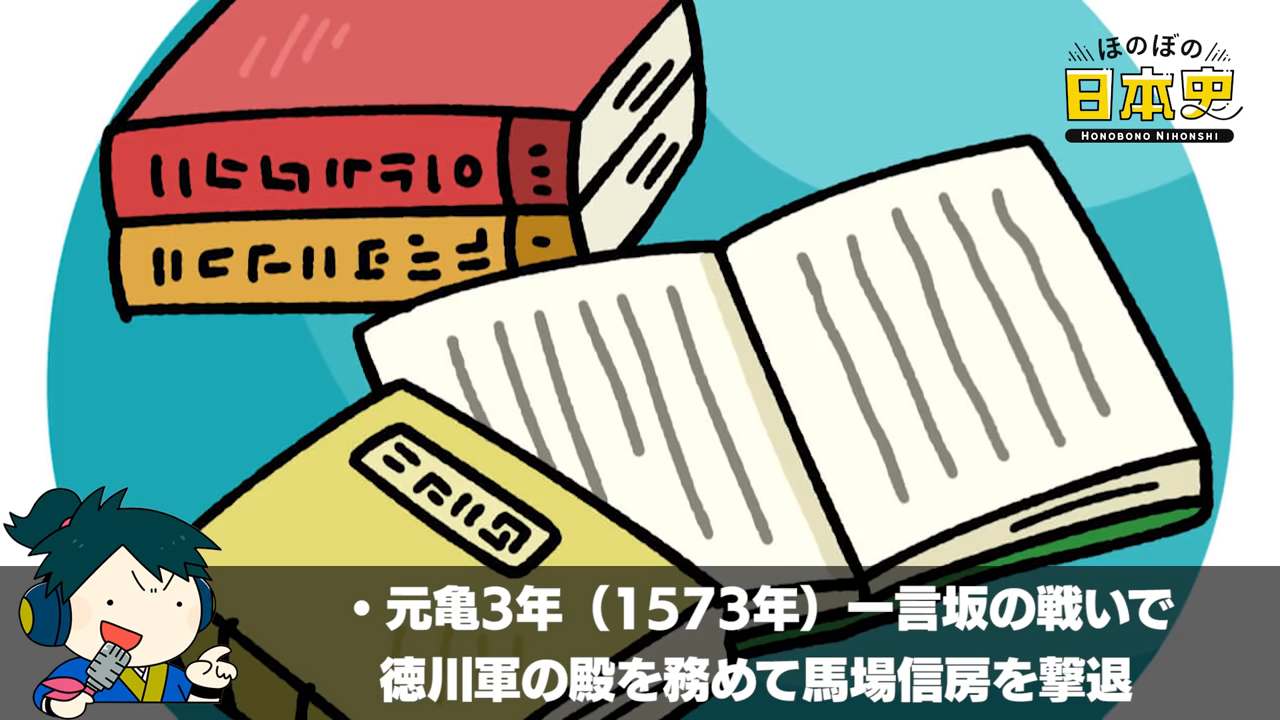 ほのぼの
日本史
HONOBONO NIHONSHI
・元亀3年（1573年）一言坂の戦いで
徳川軍の殿を務めて馬場信房を撃退